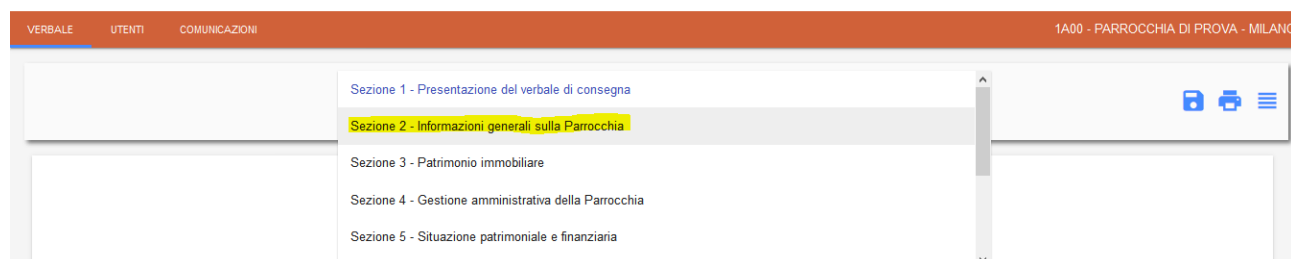 VERBALE UTENTI COMUNICAZIONI 1A00 - PARROCCHIA DI PROVA - MILANO
Sezione 1 - Presentazione del verbale di consegna
Sezione 2 - Informazioni generali sulla Parrocchia
Sezione 3 - Patrimonio immobiliare
Sezione 4 - Gestione amministrativa della Parrocchia
Sezione 5 - Situazione patrimoniale e finanziaria